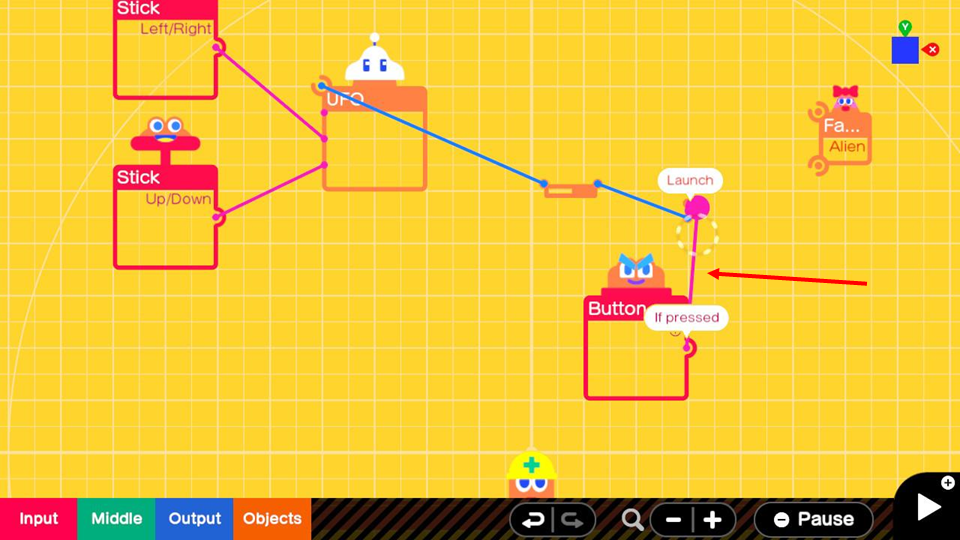 Stick
Left/Right
UFO
Y
X
Fa...
Alien
Stick
Up/Down
Launch
Button
If pressed
Input
Middle
Output
Objects
Pause